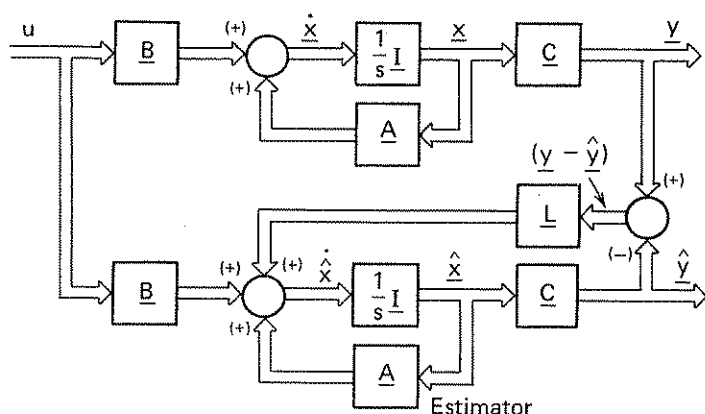 u
B
(+)
ẋ
1/s I
x
C
y
(+)
A
(y − ŷ)
L
(+)
B
(+)
(+)
x̂̇
1/s I
x̂
C
(−)
ŷ
(+)
A
Estimator